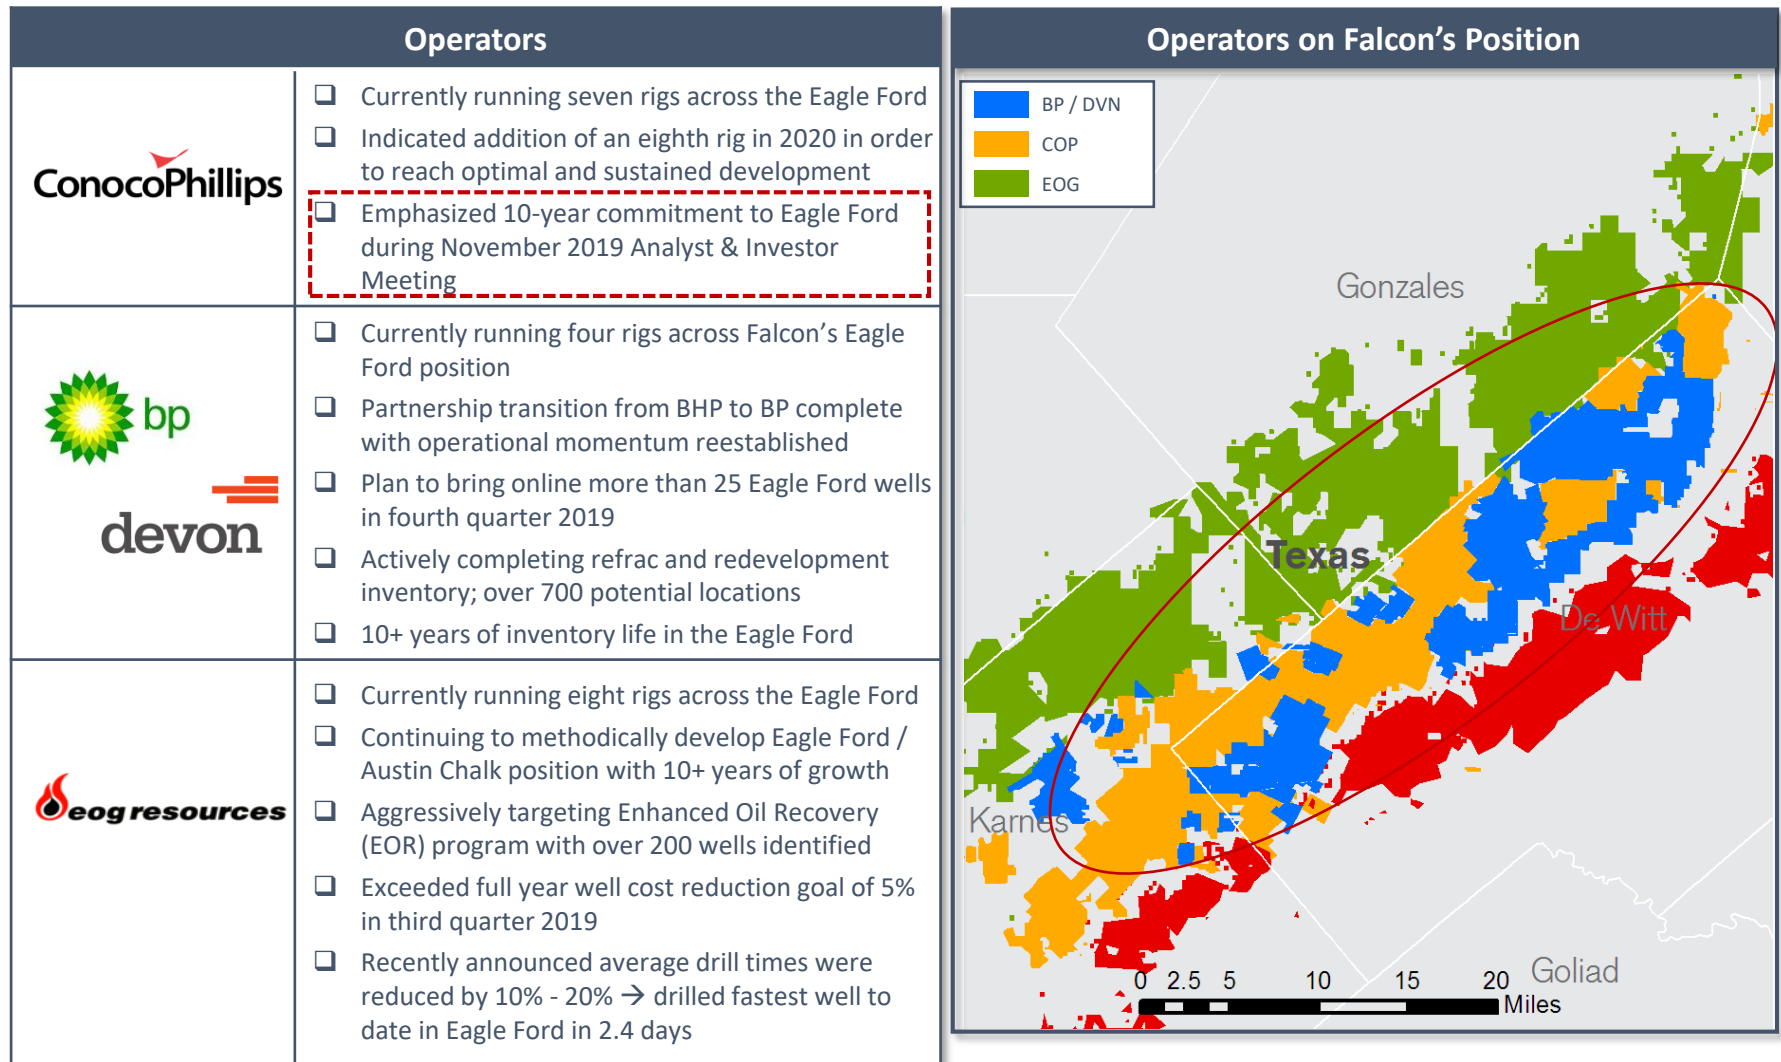 Operators
ConocoPhillips
❑ Currently running seven rigs across the Eagle Ford
❑ Indicated addition of an eighth rig in 2020 in order
to reach optimal and sustained development
❑ Emphasized 10-year commitment to Eagle Ford
during November 2019 Analyst & Investor
Meeting
bp
devon
❑ Currently running four rigs across Falcon's Eagle
Ford position
❑ Partnership transition from BHP to BP complete
with operational momentum reestablished
❑ Plan to bring online more than 25 Eagle Ford wells
in fourth quarter 2019
❑ Actively completing refrac and redevelopment
inventory; over 700 potential locations
❑ 10+ years of inventory life in the Eagle Ford
eog resources
❑ Currently running eight rigs across the Eagle Ford
❑ Continuing to methodically develop Eagle Ford /
Austin Chalk position with 10+ years of growth
❑ Aggressively targeting Enhanced Oil Recovery
(EOR) program with over 200 wells identified
❑ Exceeded full year well cost reduction goal of 5%
in third quarter 2019
❑ Recently announced average drill times were
reduced by 10% - 20% → drilled fastest well to
date in Eagle Ford in 2.4 days
Operators on Falcon's Position
BP / DVN
COP
EOG
Gonzales
Texas
De Witt
Karnes
Goliad
0 2.5 5 10 15 20
Miles